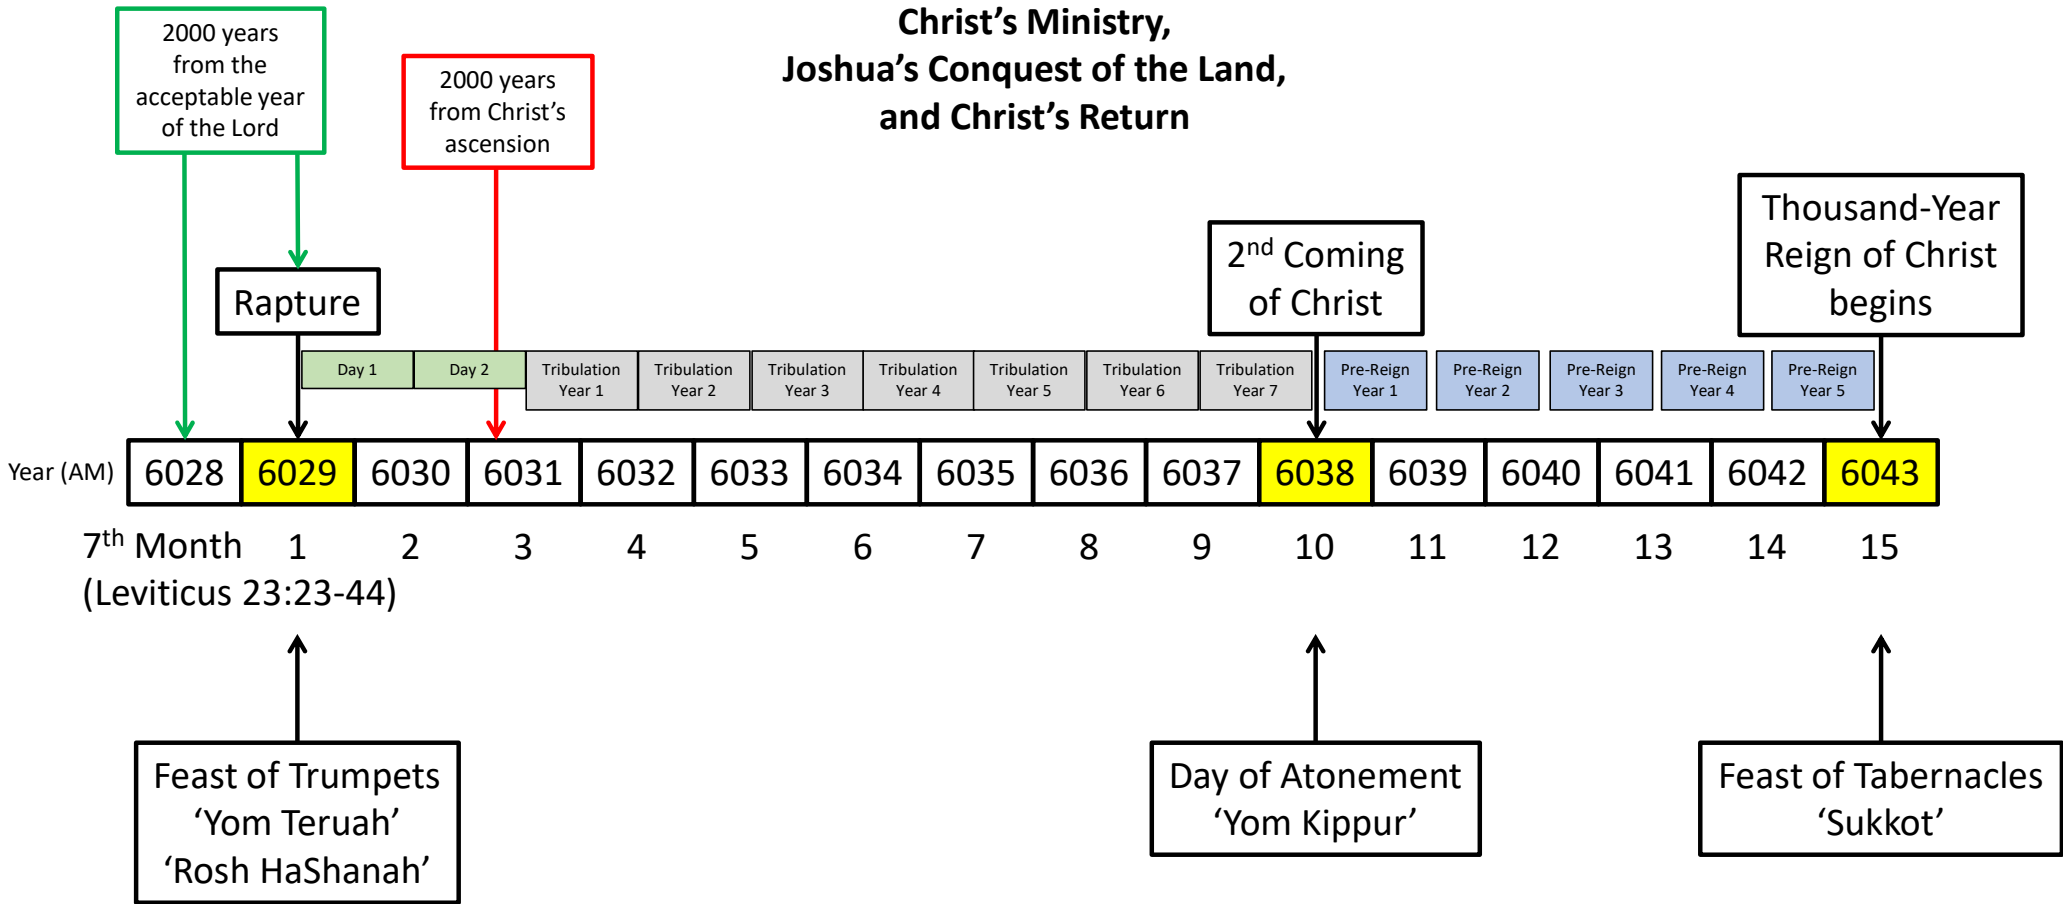 Christ’s Ministry,
Joshua’s Conquest of the Land,
and Christ’s Return
2000 years
from the
acceptable year
of the Lord
2000 years
from Christ’s
ascension
Rapture
2nd Coming
of Christ
Thousand-Year
Reign of Christ
begins
Day 1
Day 2
Tribulation
Year 1
Tribulation
Year 2
Tribulation
Year 3
Tribulation
Year 4
Tribulation
Year 5
Tribulation
Year 6
Tribulation
Year 7
Pre-Reign
Year 1
Pre-Reign
Year 2
Pre-Reign
Year 3
Pre-Reign
Year 4
Pre-Reign
Year 5
Year (AM) 6028 6029 6030 6031 6032 6033 6034 6035 6036 6037 6038 6039 6040 6041 6042 6043
7th Month 1 2 3 4 5 6 7 8 9 10 11 12 13 14 15
(Leviticus 23:23-44)
Feast of Trumpets
‘Yom Teruah’
‘Rosh HaShanah’
Day of Atonement
‘Yom Kippur’
Feast of Tabernacles
‘Sukkot’